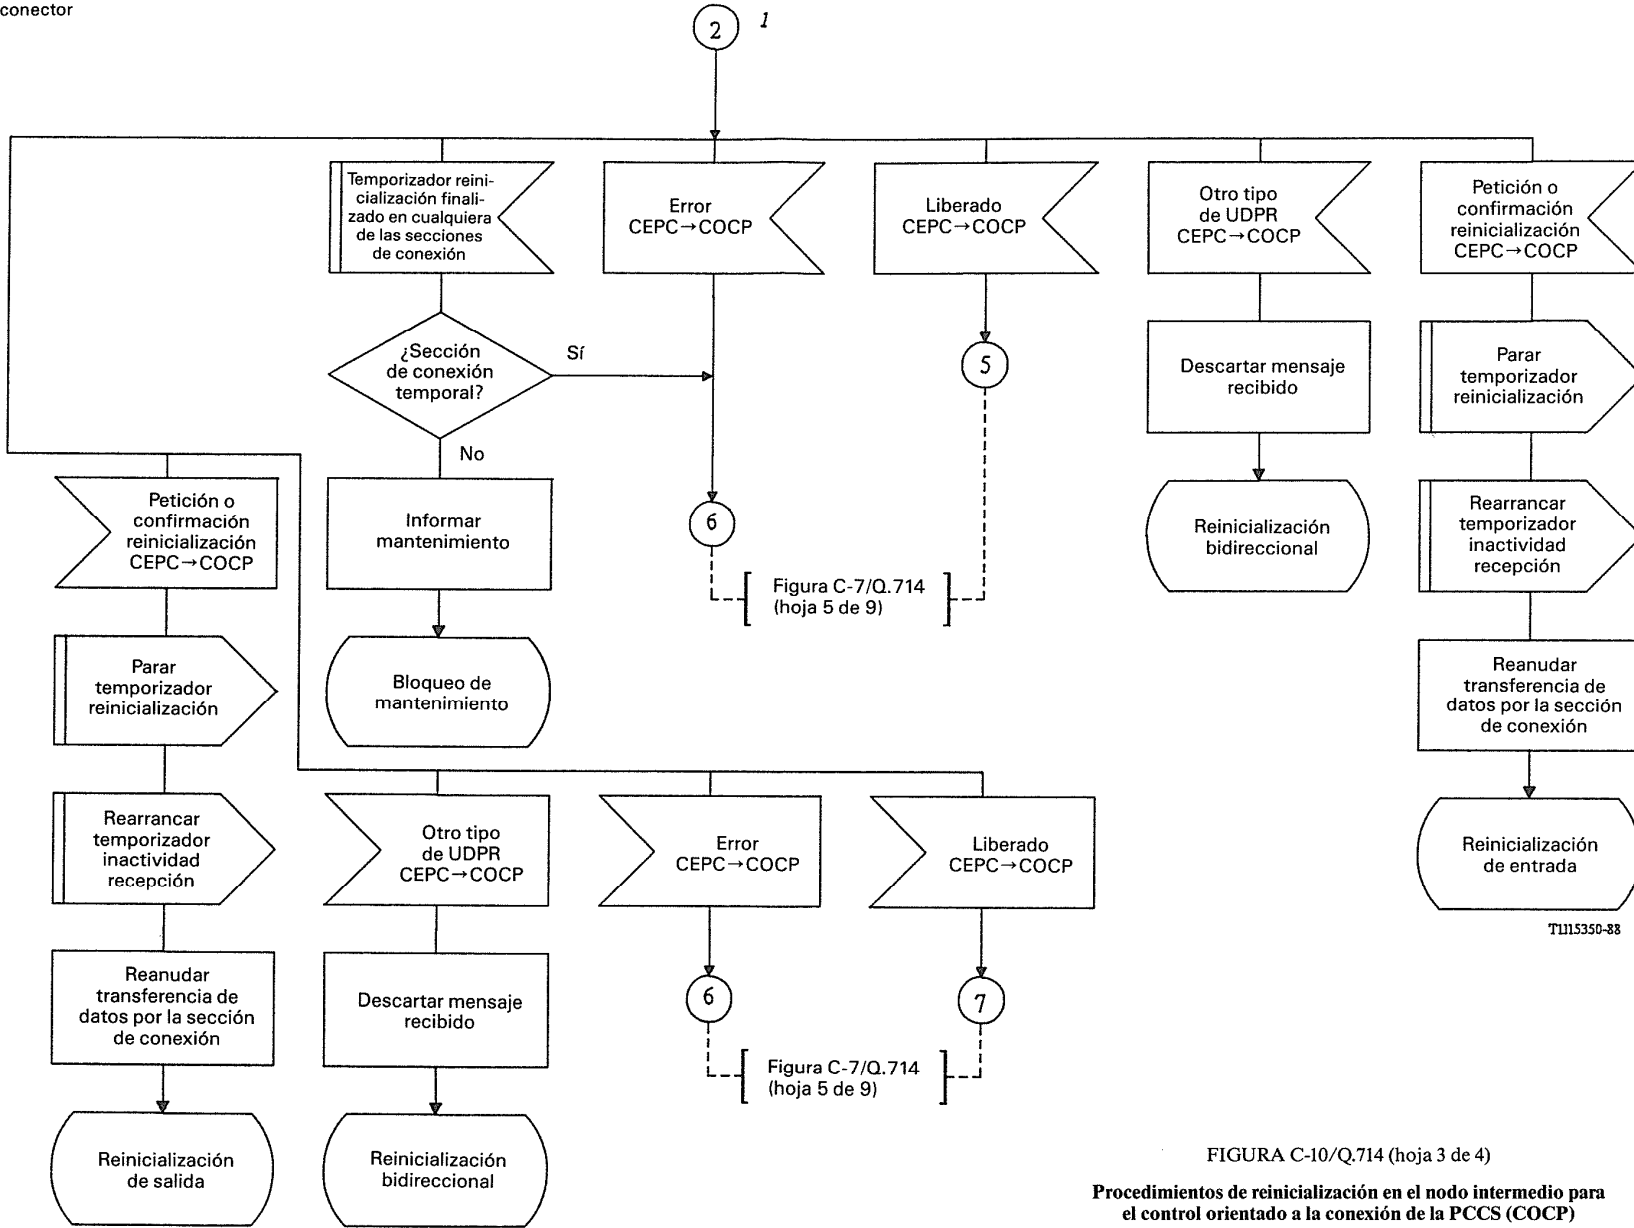 conector
2
1
Temporizador reini-
cialización finali-
zado en cualquiera
de las secciones
de conexión
Error
CEPC→COCP
Liberado
CEPC→COCP
Otro tipo
de UDPR
CEPC→COCP
Petición o
confirmación
reinicialización
CEPC→COCP
¿Sección
de conexión
temporal?
Sí
No
5
Descartar mensaje
recibido
Parar
temporizador
reinicialización
Petición o
confirmación
reinicialización
CEPC→COCP
Informar
mantenimiento
6
Reinicialización
bidireccional
Rearrancar
temporizador
inactividad
recepción
Figura C-7/Q.714
(hoja 5 de 9)
Parar
temporizador
reinicialización
Bloqueo de
mantenimiento
Reanudar
transferencia de
datos por la sección
de conexión
Rearrancar
temporizador
inactividad
recepción
Otro tipo
de UDPR
CEPC→COCP
Error
CEPC→COCP
Liberado
CEPC→COCP
Reinicialización
de entrada
T1115350-88
Reanudar
transferencia de
datos por la sección
de conexión
Descartar mensaje
recibido
6
7
Figura C-7/Q.714
(hoja 5 de 9)
Reinicialización
de salida
Reinicialización
bidireccional
FIGURA C-10/Q.714 (hoja 3 de 4)
Procedimientos de reinicialización en el nodo intermedio para
el control orientado a la conexión de la PCCS (COCP)